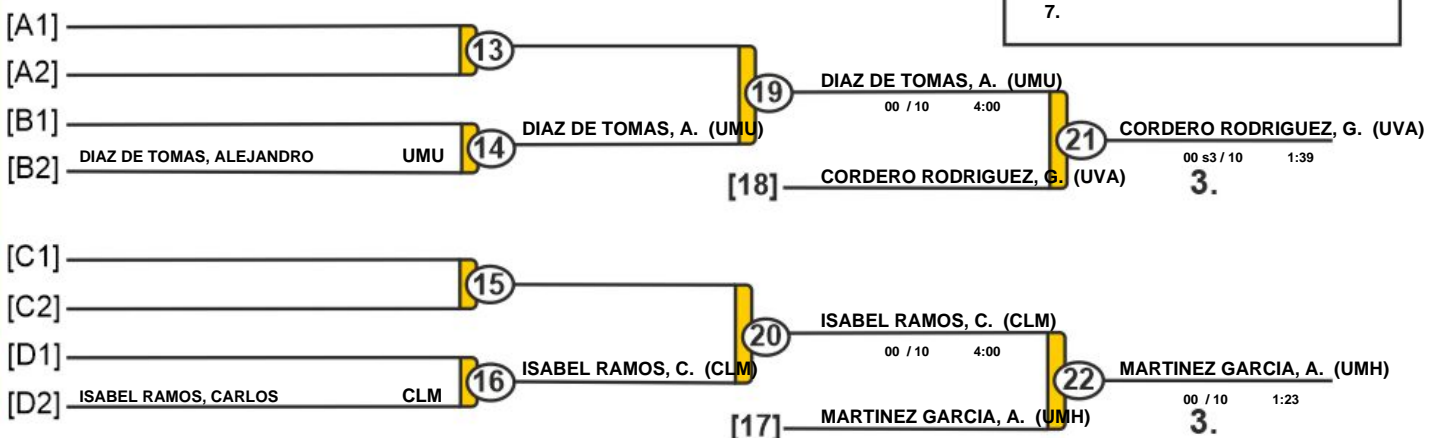 7.
[A1]
13
[A2]
19
DIAZ DE TOMAS, A. (UMU)
00 / 10 4:00
[B1]
DIAZ DE TOMAS, A. (UMU)
21
CORDERO RODRIGUEZ, G. (UVA)
14
DIAZ DE TOMAS, ALEJANDRO UMU
00 s3 / 10 1:39
[B2]
[18]
CORDERO RODRIGUEZ, G. (UVA)
3.
[C1]
15
[C2]
20
ISABEL RAMOS, C. (CLM)
00 / 10 4:00
[D1]
ISABEL RAMOS, C. (CLM)
22
MARTINEZ GARCIA, A. (UMH)
16
[D2]
ISABEL RAMOS, CARLOS CLM
00 / 10 1:23
[17]
MARTINEZ GARCIA, A. (UMH)
3.